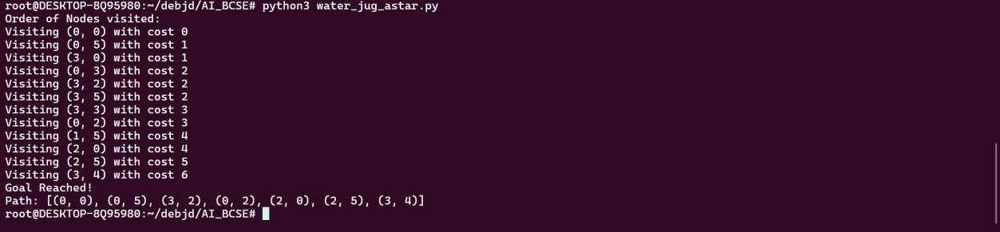 root@DESKTOP-8Q95980:~/debjd/AI_BCSE# python3 water_jug_astar.py
Order of Nodes visited:
Visiting (0, 0) with cost 0
Visiting (0, 5) with cost 1
Visiting (3, 0) with cost 1
Visiting (0, 3) with cost 2
Visiting (3, 2) with cost 2
Visiting (3, 5) with cost 2
Visiting (3, 3) with cost 3
Visiting (0, 2) with cost 3
Visiting (1, 5) with cost 4
Visiting (2, 0) with cost 4
Visiting (2, 5) with cost 5
Visiting (3, 4) with cost 6
Goal Reached!
Path: [(0, 0), (0, 5), (3, 2), (0, 2), (2, 0), (2, 5), (3, 4)]
root@DESKTOP-8Q95980:~/debjd/AI_BCSE#